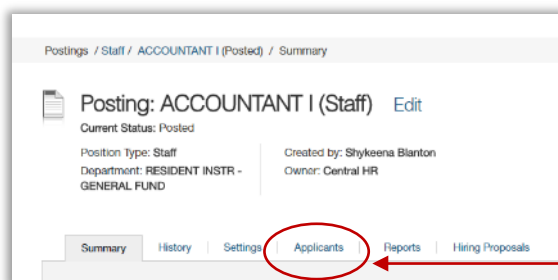 Postings / Staff / ACCOUNTANT I (Posted) / Summary
Posting: ACCOUNTANT I (Staff) Edit
Current Status: Posted
Position Type: Staff
Department: RESIDENT INSTR -
GENERAL FUND
Created by: Shykeena Blanton
Owner: Central HR
Summary History Settings Applicants Reports Hiring Proposals